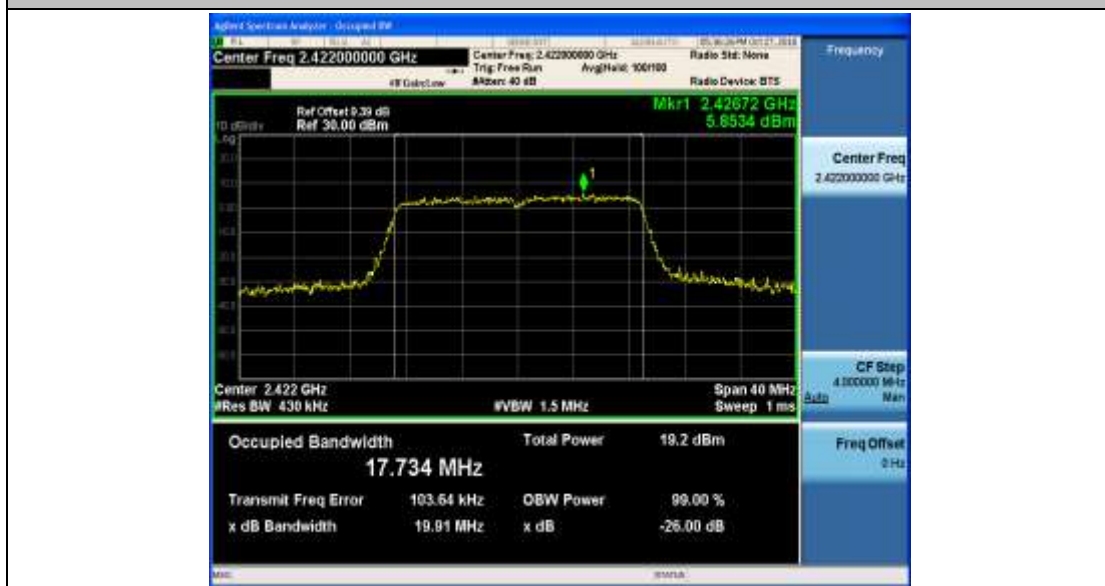 Agilent Spectrum Analyzer - Occupied BW
Center Freq 2.422000000 GHz
Center Freq: 2.422000000 GHz
Radio Std: None
Trig: Free Run
Avg|Hold: 100/100
#IFGain:Low
#Atten: 40 dB
Radio Device: BTS
Frequency
Ref Offset 9.39 dB
Mkr1 2.42672 GHz
10 dB/div
Ref 30.00 dBm
5.8534 dBm
Log
1
Center Freq
2.422000000 GHz
Center 2.422 GHz
Span 40 MHz
#Res BW 430 kHz
#VBW 1.5 MHz
Sweep 1 ms
CF Step
4.000000 MHz
Auto Man
Occupied Bandwidth
Total Power 19.2 dBm
17.734 MHz
Freq Offset
0 Hz
Transmit Freq Error 103.64 kHz
OBW Power 99.00 %
x dB Bandwidth 19.91 MHz
x dB -26.00 dB
MSG
STATUS